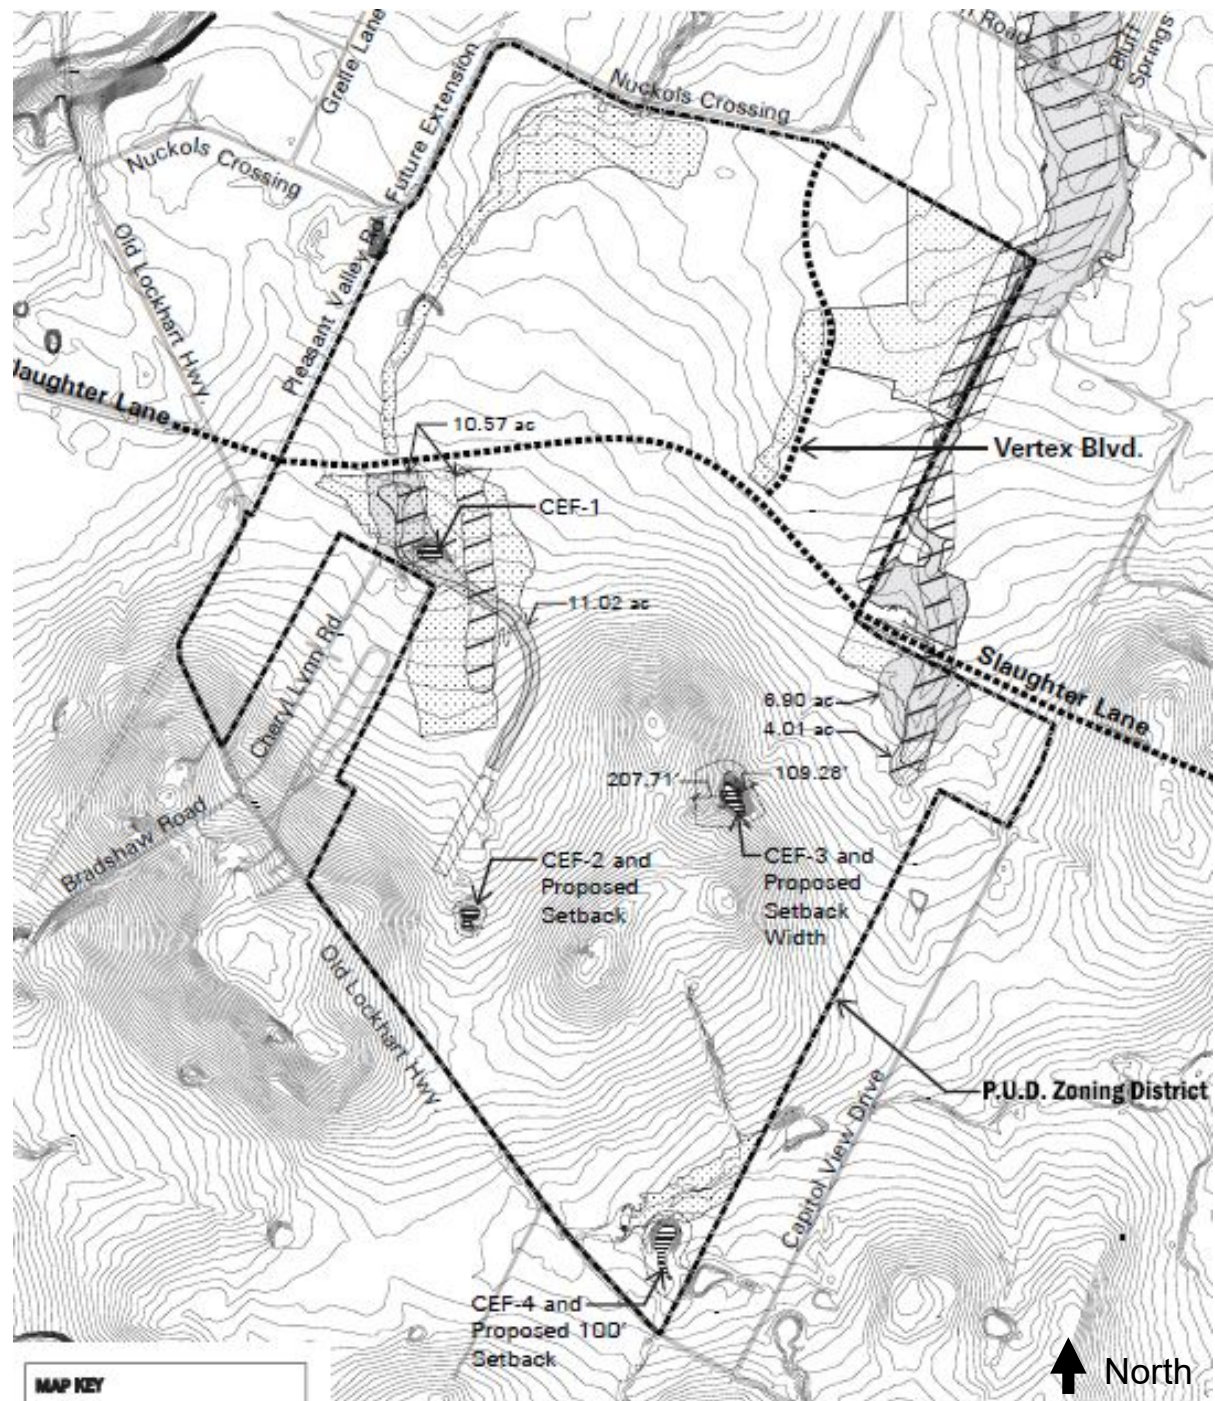 Road
Bluff
Springs
Grelle Lane
Future Extension
Nuckols Crossing
Nuckols Crossing
Old Lockhart Hwy
Pleasant Valley Rd
Slaughter Lane
10.57 ac
Vertex Blvd.
CEF-1
11.02 ac
Cheryl Lynn Rd
Slaughter Lane
6.90 ac
4.01 ac
207.71'
109.28'
Bradshaw Road
CEF-2 and
Proposed
Setback
CEF-3 and
Proposed
Setback
Width
Old Lockhart Hwy.
P.U.D. Zoning District
Capitol View Drive
CEF-4 and
Proposed 100'
Setback
North
MAP KEY